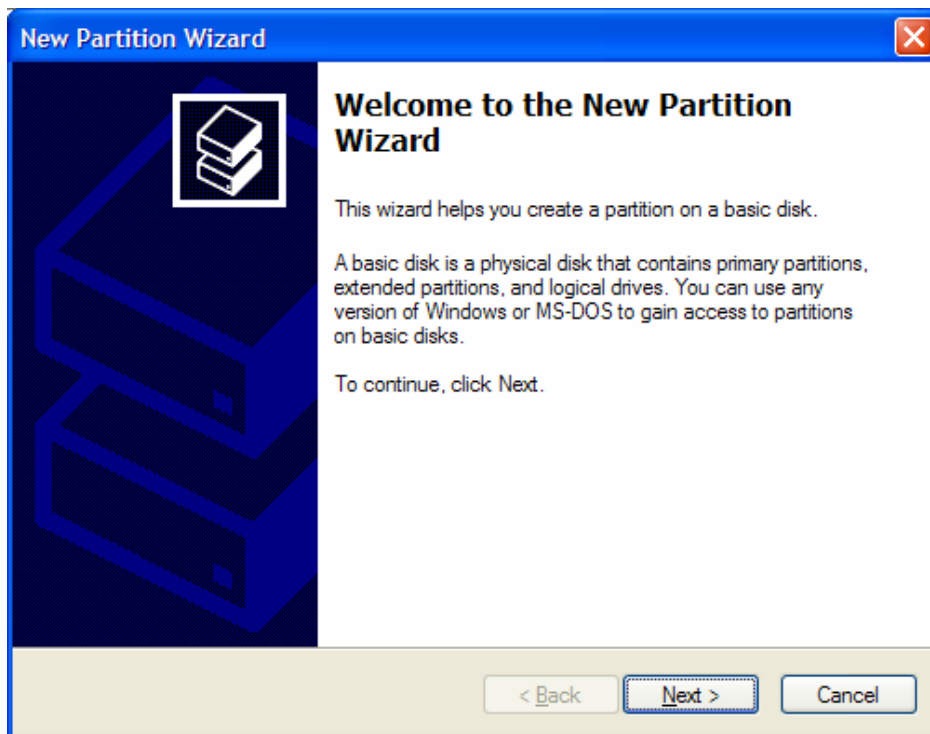 New Partition Wizard
Welcome to the New Partition
Wizard
This wizard helps you create a partition on a basic disk.
A basic disk is a physical disk that contains primary partitions,
extended partitions, and logical drives. You can use any
version of Windows or MS-DOS to gain access to partitions
on basic disks.
To continue, click Next.
< Back Next > Cancel